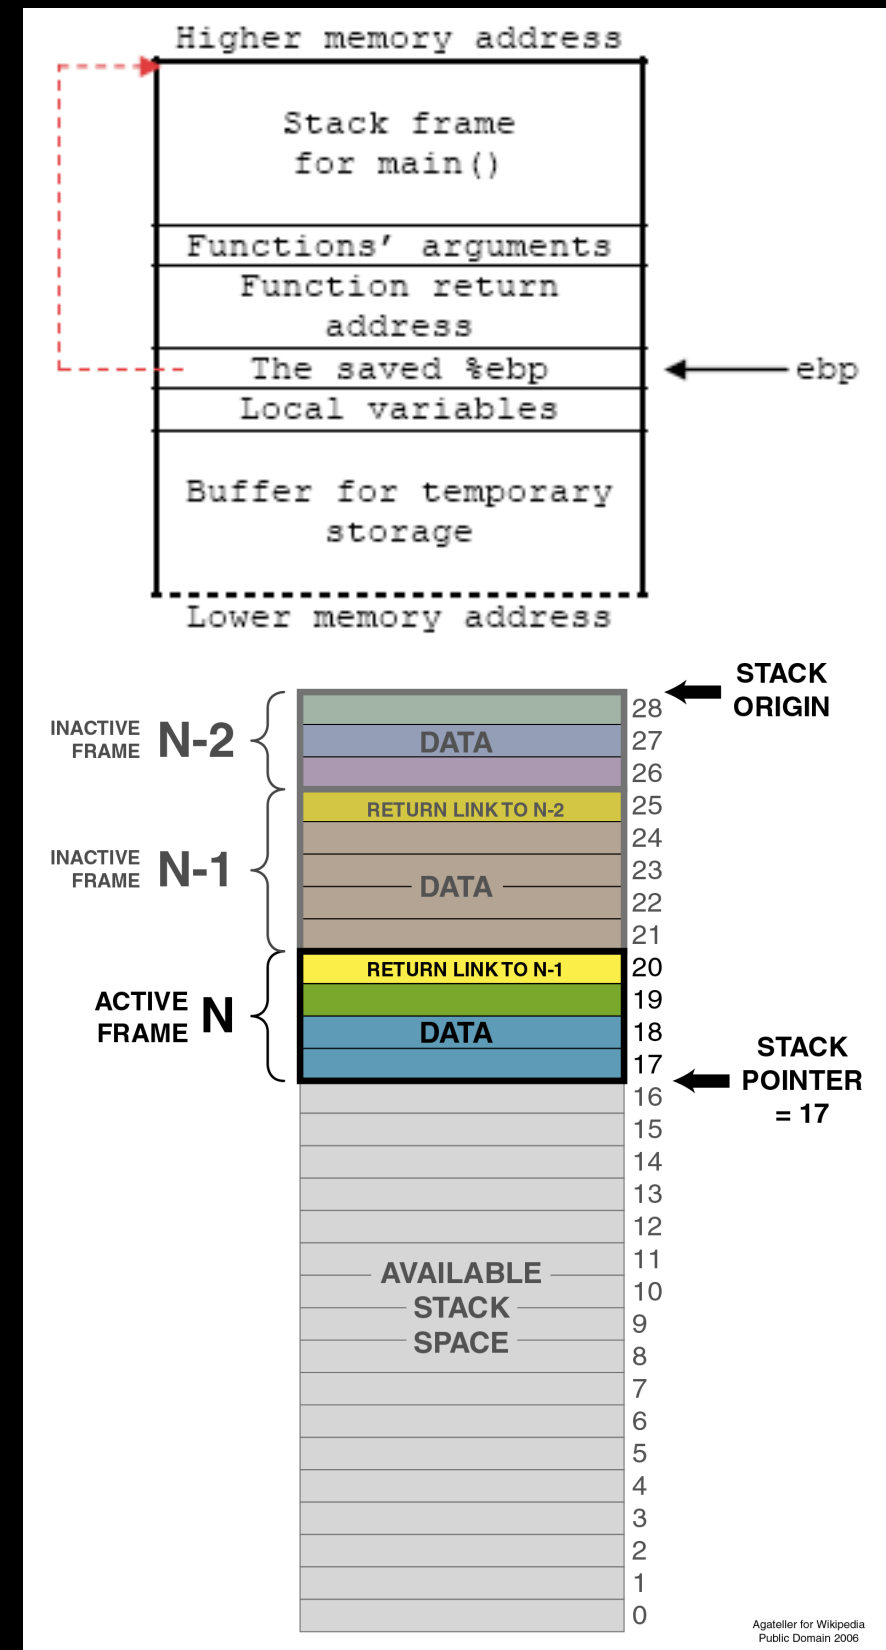 Higher memory address
Stack frame
for main()
Functions’ arguments
Function return
address
The saved %ebp
ebp
Local variables
Buffer for temporary
storage
Lower memory address
STACK
ORIGIN
INACTIVE
FRAME
N-2
28
DATA
27
26
INACTIVE
FRAME
N-1
RETURN LINK TO N-2
25
24
23
DATA
22
21
ACTIVE
FRAME
N
RETURN LINK TO N-1
20
19
DATA
18
17
STACK
POINTER
= 17
16
15
14
13
12
11
10
9
8
AVAILABLE
STACK
SPACE
7
6
5
4
3
2
1
0
Agateller for Wikipedia
Public Domain 2006